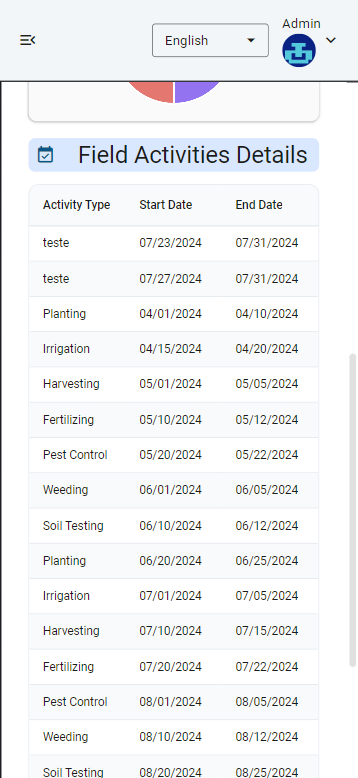 Admin
English
Field Activities Details
Activity Type Start Date End Date
teste 07/23/2024 07/31/2024
teste 07/27/2024 07/31/2024
Planting 04/01/2024 04/10/2024
Irrigation 04/15/2024 04/20/2024
Harvesting 05/01/2024 05/05/2024
Fertilizing 05/10/2024 05/12/2024
Pest Control 05/20/2024 05/22/2024
Weeding 06/01/2024 06/05/2024
Soil Testing 06/10/2024 06/12/2024
Planting 06/20/2024 06/25/2024
Irrigation 07/01/2024 07/05/2024
Harvesting 07/10/2024 07/15/2024
Fertilizing 07/20/2024 07/22/2024
Pest Control 08/01/2024 08/05/2024
Weeding 08/10/2024 08/12/2024
Soil Testing 08/20/2024 08/25/2024